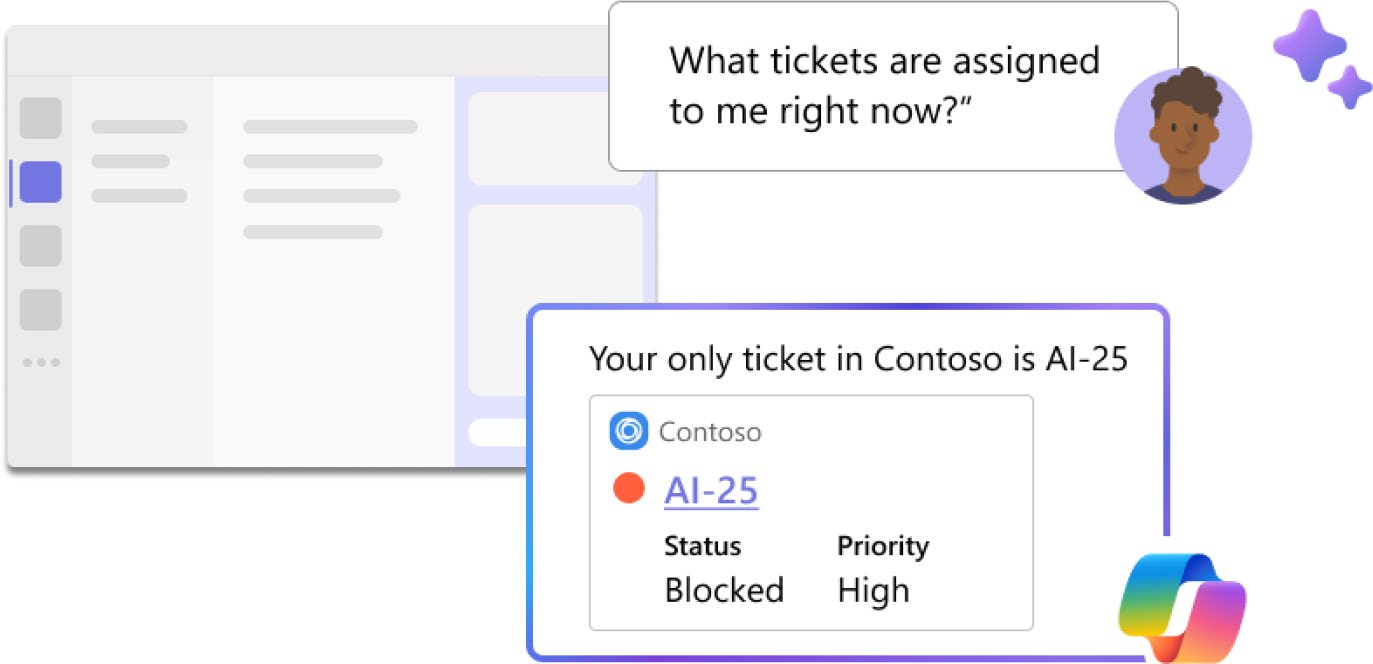 What tickets are assigned
to me right now?”
Your only ticket in Contoso is AI-25
Contoso
AI-25
Status Priority
Blocked High